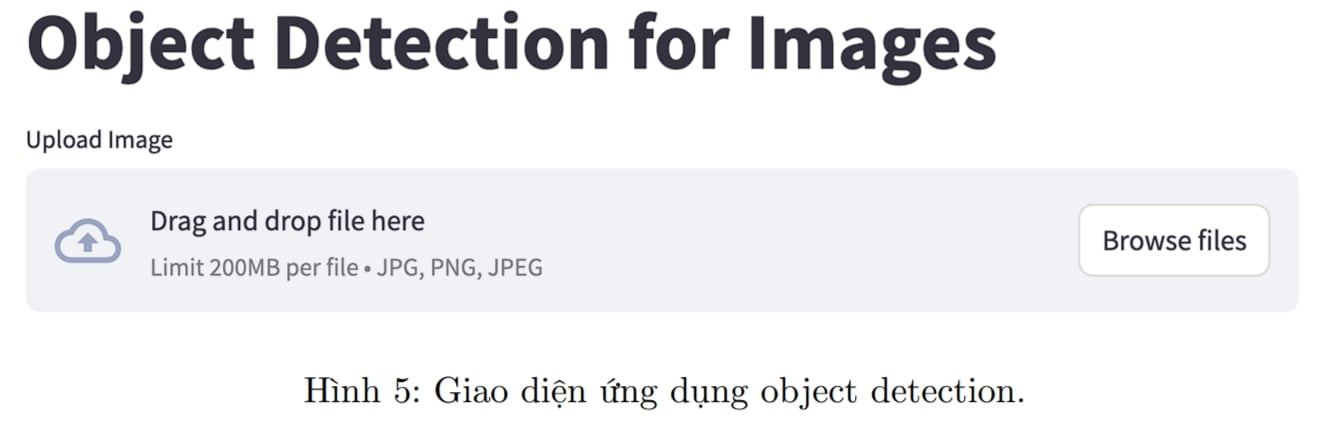 Object Detection for Images
Upload Image
Drag and drop file here
Limit 200MB per file • JPG, PNG, JPEG
Browse files
Hình 5: Giao diện ứng dụng object detection.